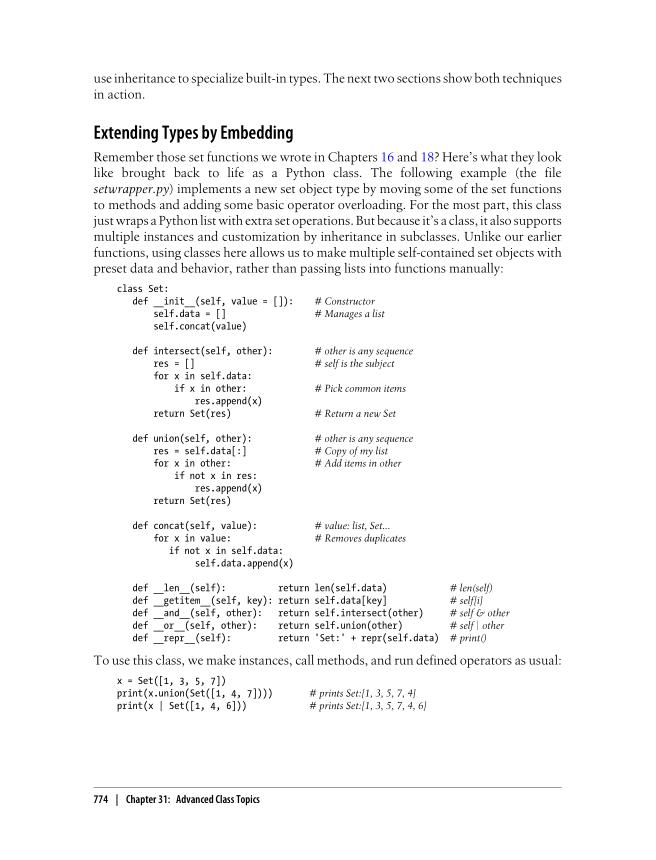 use inheritance to specialize built-in types. The next two sections show both techniques
in action.
Extending Types by Embedding
Remember those set functions we wrote in Chapters 16 and 18? Here’s what they look
like brought back to life as a Python class. The following example (the file
setwrapper.py) implements a new set object type by moving some of the set functions
to methods and adding some basic operator overloading. For the most part, this class
just wraps a Python list with extra set operations. But because it’s a class, it also supports
multiple instances and customization by inheritance in subclasses. Unlike our earlier
functions, using classes here allows us to make multiple self-contained set objects with
preset data and behavior, rather than passing lists into functions manually:
class Set:
def __init__(self, value = []): # Constructor
self.data = [] # Manages a list
self.concat(value)
def intersect(self, other): # other is any sequence
res = [] # self is the subject
for x in self.data:
if x in other: # Pick common items
res.append(x)
return Set(res) # Return a new Set
def union(self, other): # other is any sequence
res = self.data[:] # Copy of my list
for x in other: # Add items in other
if not x in res:
res.append(x)
return Set(res)
def concat(self, value): # value: list, Set...
for x in value: # Removes duplicates
if not x in self.data:
self.data.append(x)
def __len__(self): return len(self.data) # len(self)
def __getitem__(self, key): return self.data[key] # self[i]
def __and__(self, other): return self.intersect(other) # self & other
def __or__(self, other): return self.union(other) # self | other
def __repr__(self): return 'Set:' + repr(self.data) # print()
To use this class, we make instances, call methods, and run defined operators as usual:
x = Set([1, 3, 5, 7])
print(x.union(Set([1, 4, 7]))) # prints Set:[1, 3, 5, 7, 4]
print(x | Set([1, 4, 6])) # prints Set:[1, 3, 5, 7, 4, 6]
774 | Chapter 31: Advanced Class Topics